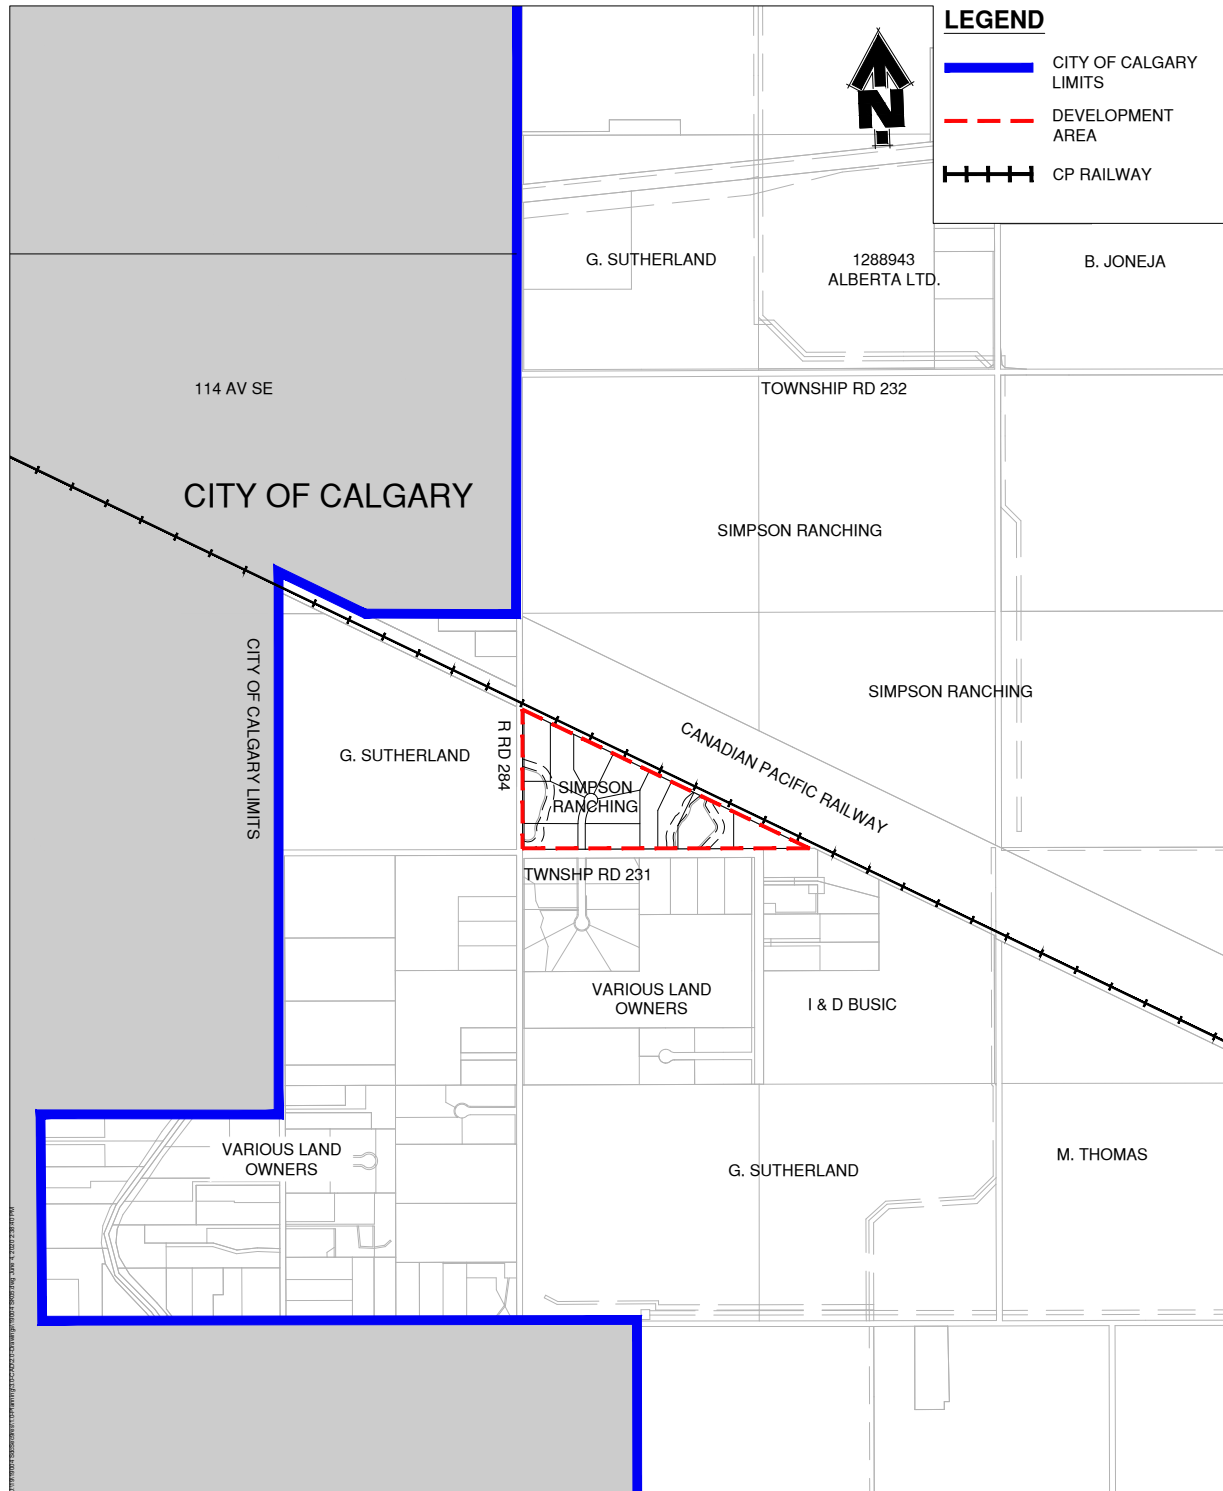 LEGEND
CITY OF CALGARY
LIMITS
DEVELOPMENT
AREA
CP RAILWAY
N
G. SUTHERLAND
1288943
ALBERTA LTD.
B. JONEJA
114 AV SE
TOWNSHIP RD 232
CITY OF CALGARY
SIMPSON RANCHING
SIMPSON RANCHING
CITY OF CALGARY LIMITS
G. SUTHERLAND
R RD 284
CANADIAN PACIFIC RAILWAY
SIMPSON
RANCHING
TWNSHP RD 231
VARIOUS LAND
OWNERS
I & D BUSIC
VARIOUS LAND
OWNERS
G. SUTHERLAND
M. THOMAS